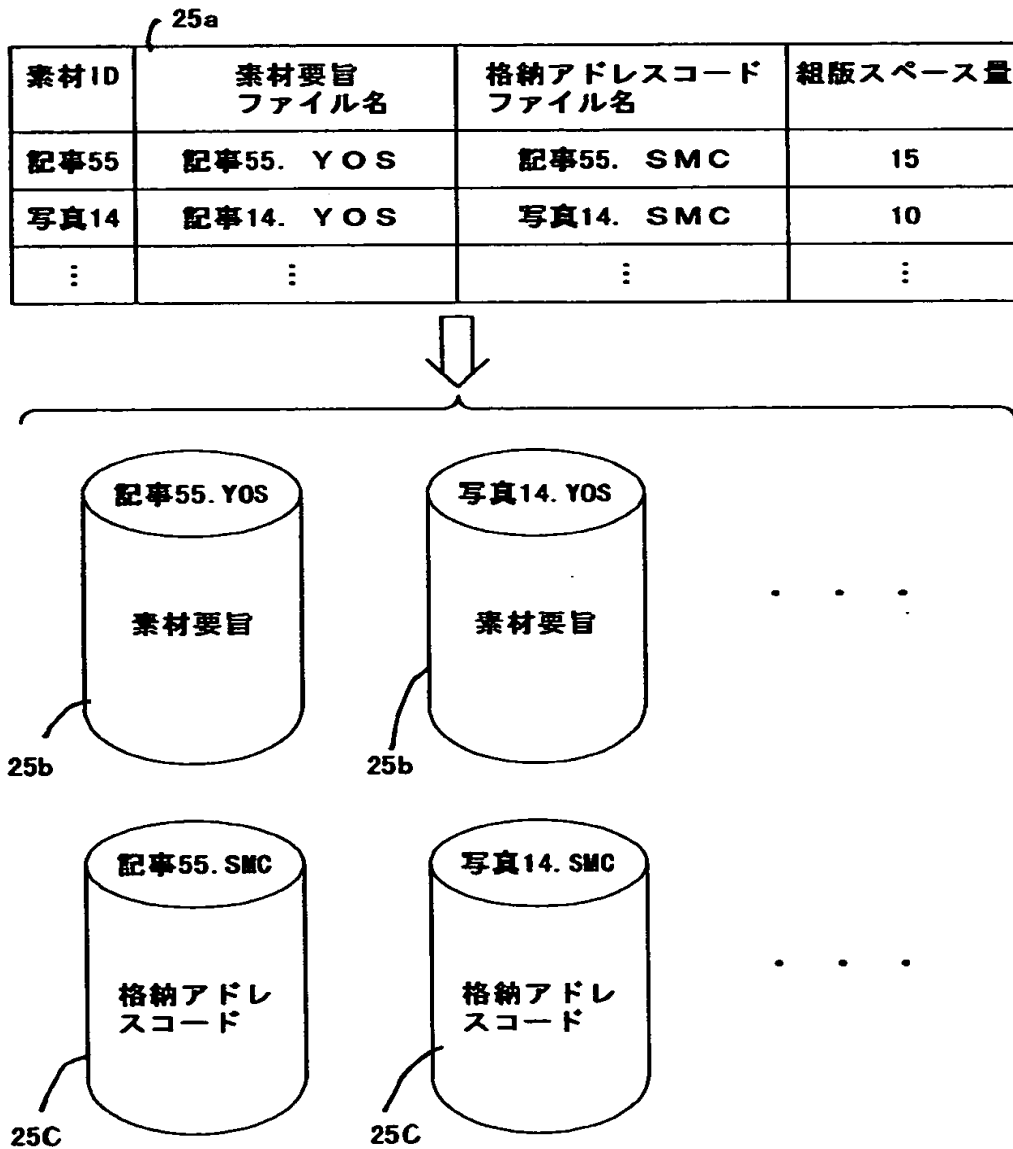 25a
素材ID 素材要旨 格納アドレスコード 組版スペース量
ファイル名 ファイル名
記事55 記事55. YOS 記事55. SMC 15
写真14 記事14. YOS 写真14. SMC 10
⋮ ⋮ ⋮ ⋮
記事55.YOS 写真14.YOS
素材要旨 素材要旨
・ ・ ・
25b 25b
記事55.SMC 写真14.SMC
格納アドレ 格納アドレ
スコード スコード
・ ・ ・
25C 25C